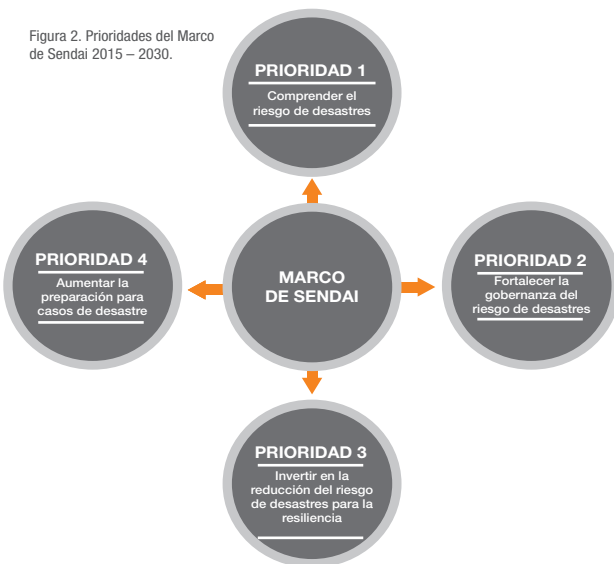 Figura 2. Prioridades del Marco
de Sendai 2015 – 2030.
PRIORIDAD 1
Comprender el
riesgo de desastres
PRIORIDAD 4
Aumentar la
preparación para
casos de desastre
MARCO
DE SENDAI
PRIORIDAD 2
Fortalecer la
gobernanza del
riesgo de desastres
PRIORIDAD 3
Invertir en la
reducción del riesgo
de desastres para la
resiliencia